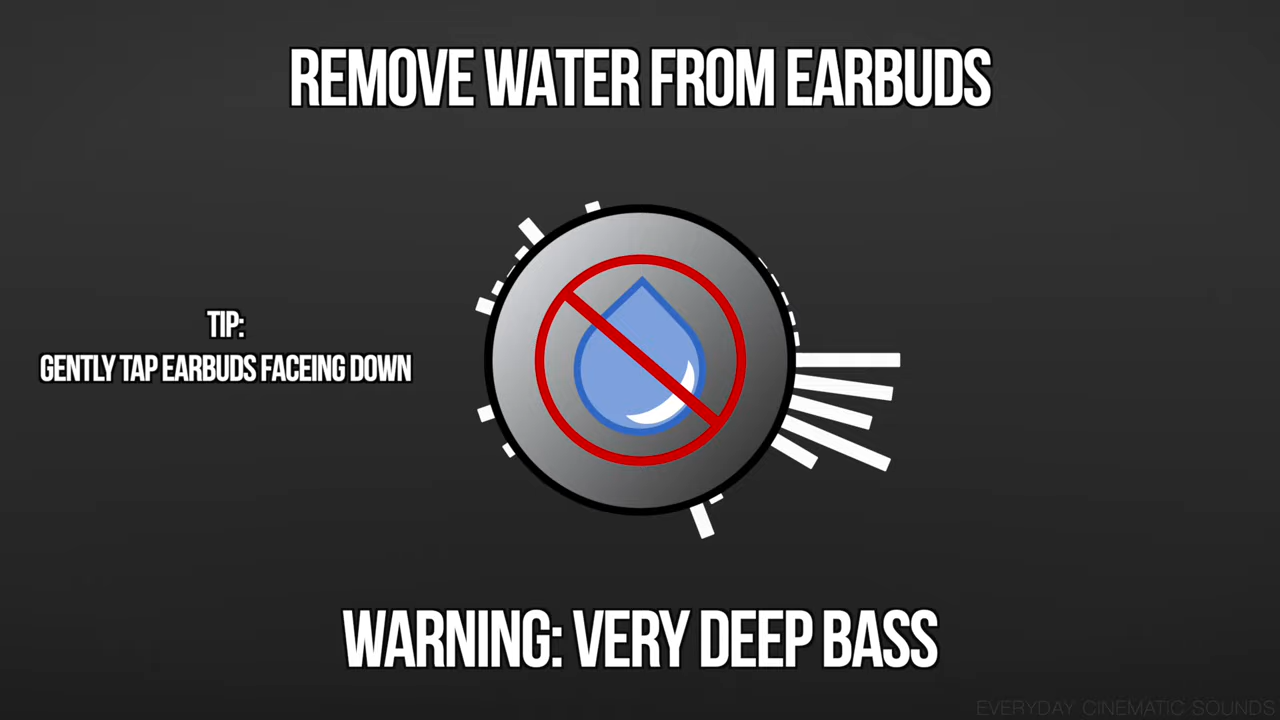 REMOVE WATER FROM EARBUDS
TIP:
GENTLY TAP EARBUDS FACEING DOWN
WARNING: VERY DEEP BASS
EVERYDAY CINEMATIC SOUNDS